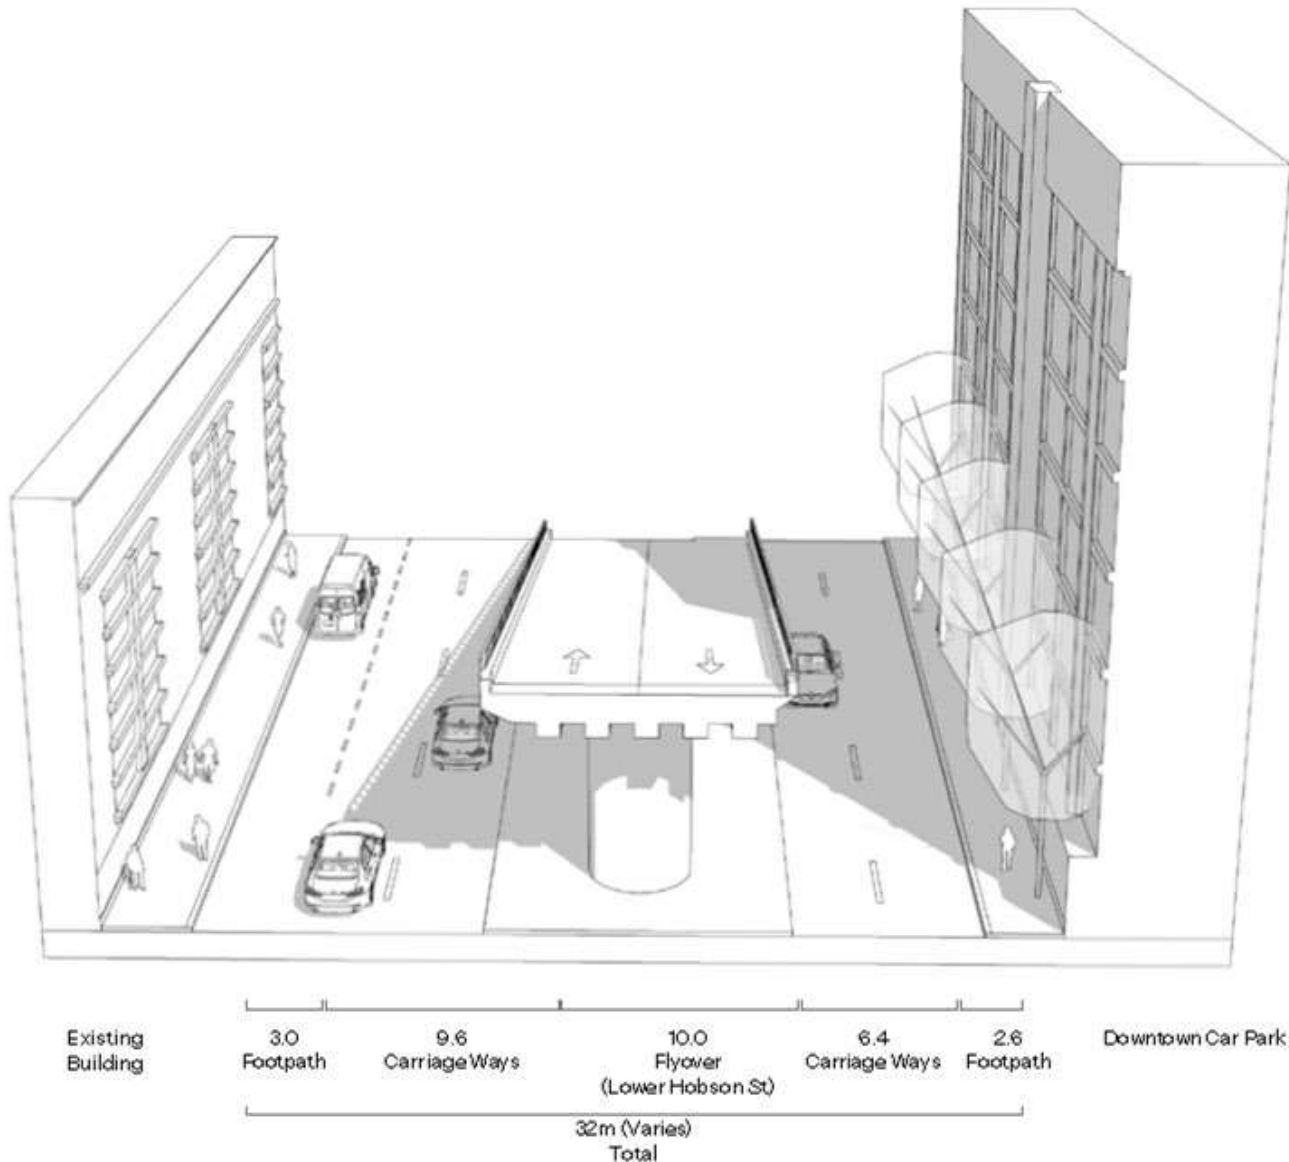 Existing
Building
3.0
Footpath
9.6
Carriage Ways
10.0
Flyover
(Lower Hobson St)
6.4
Carriage Ways
2.6
Footpath
Downtown Car Park
32m (Varies)
Total